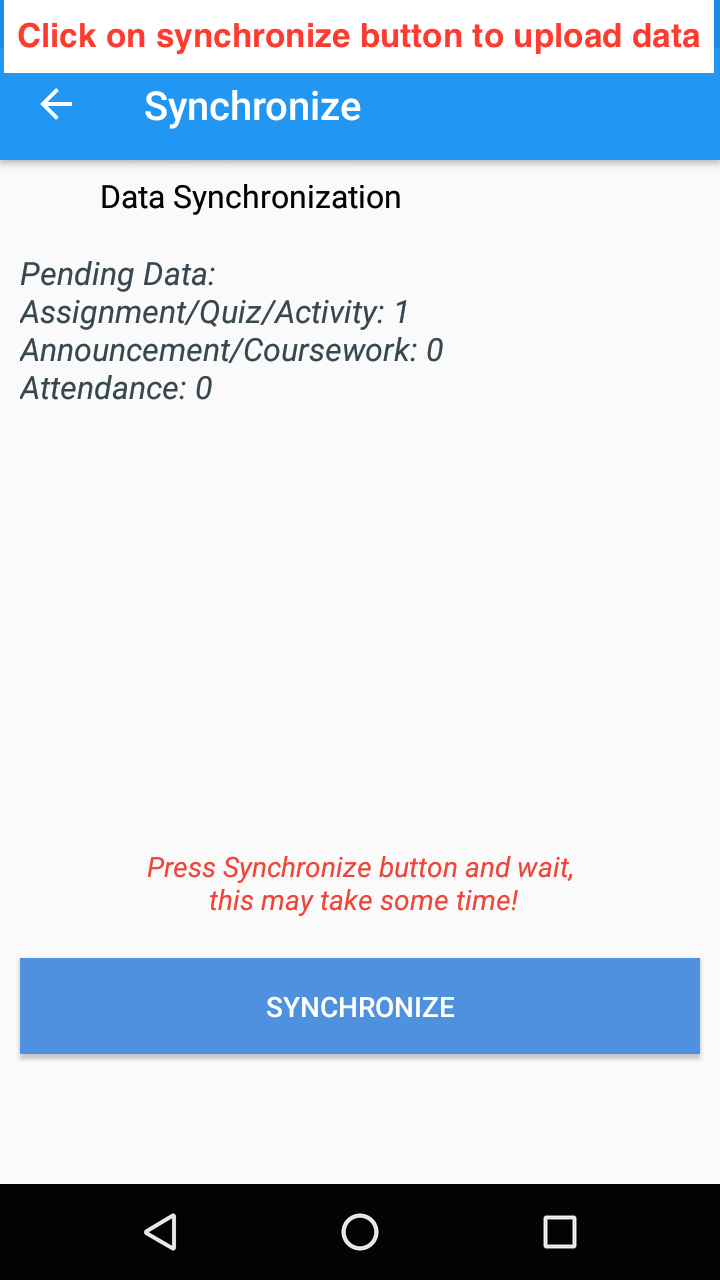 Click on synchronize button to upload data
Synchronize
Data Synchronization
Pending Data:
Assignment/Quiz/Activity: 1
Announcement/Coursework: 0
Attendance: 0
Press Synchronize button and wait,
this may take some time!
SYNCHRONIZE